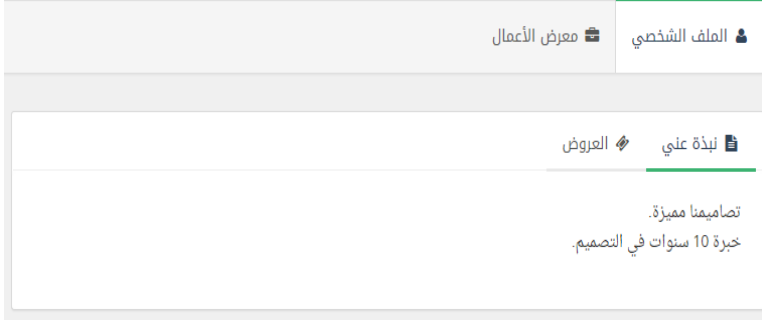 الملف الشخصي
معرض الأعمال
نبذة عني
العروض
تصاميمنا مميزة.
خبرة 10 سنوات في التصميم.